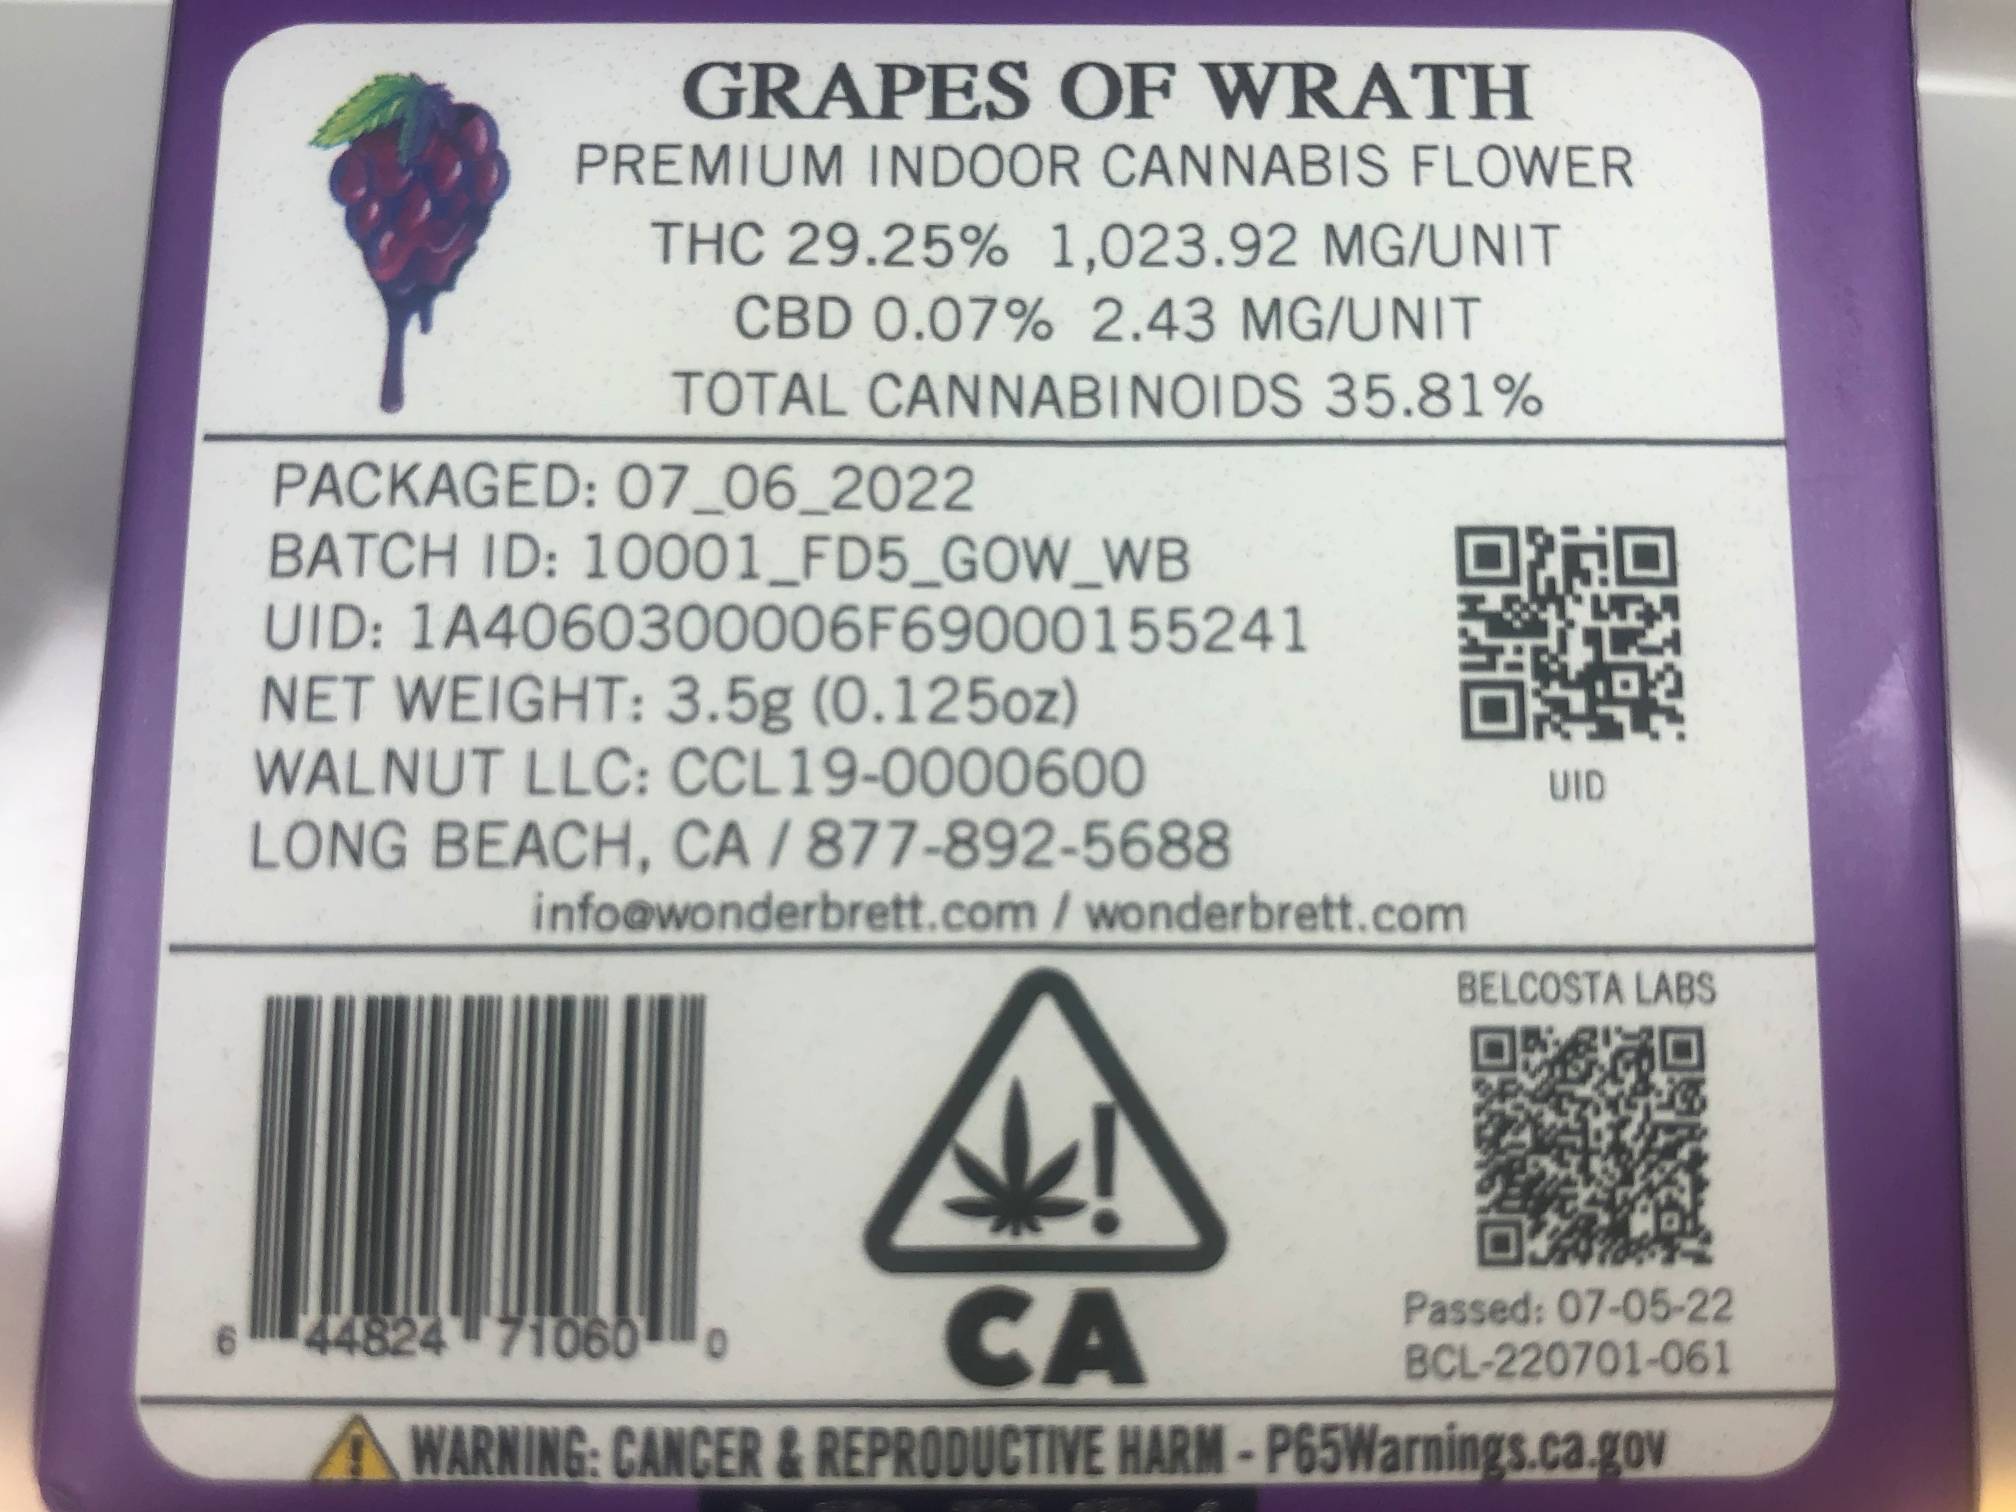 GRAPES OF WRATH
PREMIUM INDOOR CANNABIS FLOWER
THC 29.25% 1,023.92 MG/UNIT
CBD 0.07% 2.43 MG/UNIT
TOTAL CANNABINOIDS 35.81%
PACKAGED: 07_06_2022
BATCH ID: 10001_FD5_GOW_WB
UID: 1A4060300006F69000155241
NET WEIGHT: 3.5g (0.125oz)
WALNUT LLC: CCL19-0000600
LONG BEACH, CA / 877-892-5688
info@wonderbrett.com / wonderbrett.com
UID
BELCOSTA LABS
6 44824 71060 0
!
CA
Passed: 07-05-22
BCL-220701-061
! WARNING: CANCER & REPRODUCTIVE HARM - P65Warnings.ca.gov